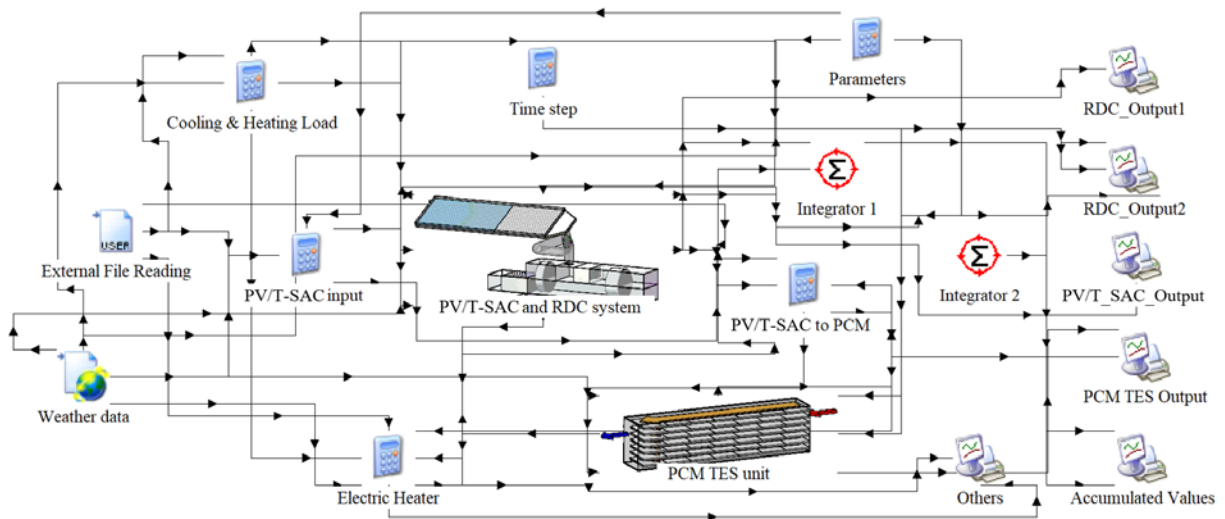 Cooling & Heating Load
Time step
Parameters
RDC_Output1
RDC_Output2
Integrator 1
USER
External File Reading
PV/T-SAC input
PV/T-SAC and RDC system
PV/T-SAC to PCM
Integrator 2
PV/T_SAC_Output
Weather data
PCM TES Output
Electric Heater
PCM TES unit
Others
Accumulated Values
Σ
Σ